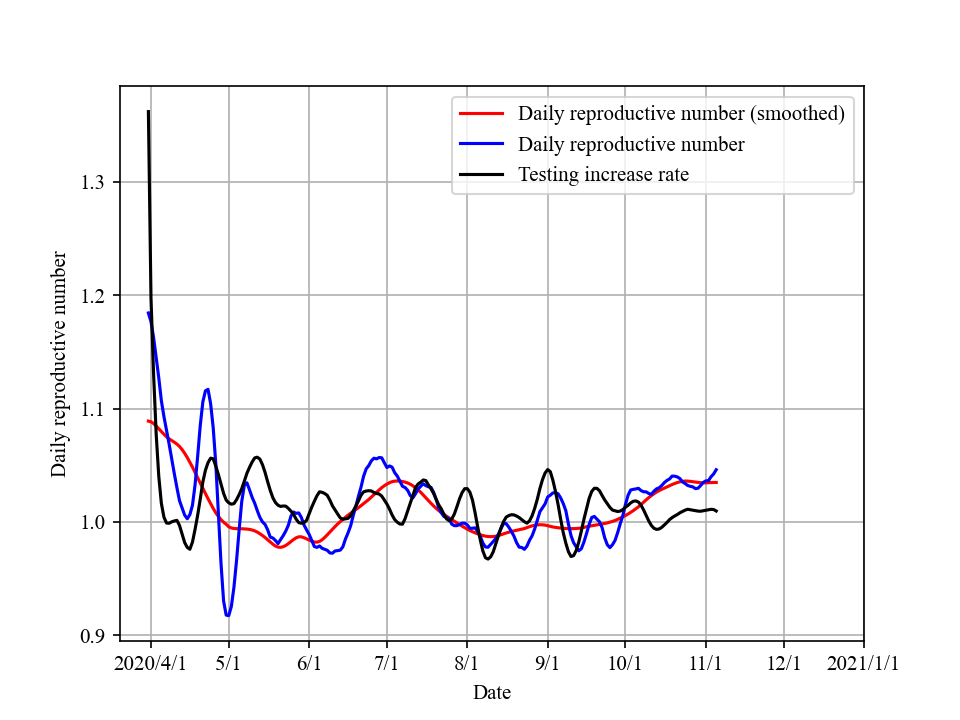 Daily reproductive number (smoothed)
Daily reproductive number
Testing increase rate
Daily reproductive number
1.3
1.2
1.1
1.0
0.9
2020/4/1 5/1 6/1 7/1 8/1 9/1 10/1 11/1 12/1 2021/1/1
Date